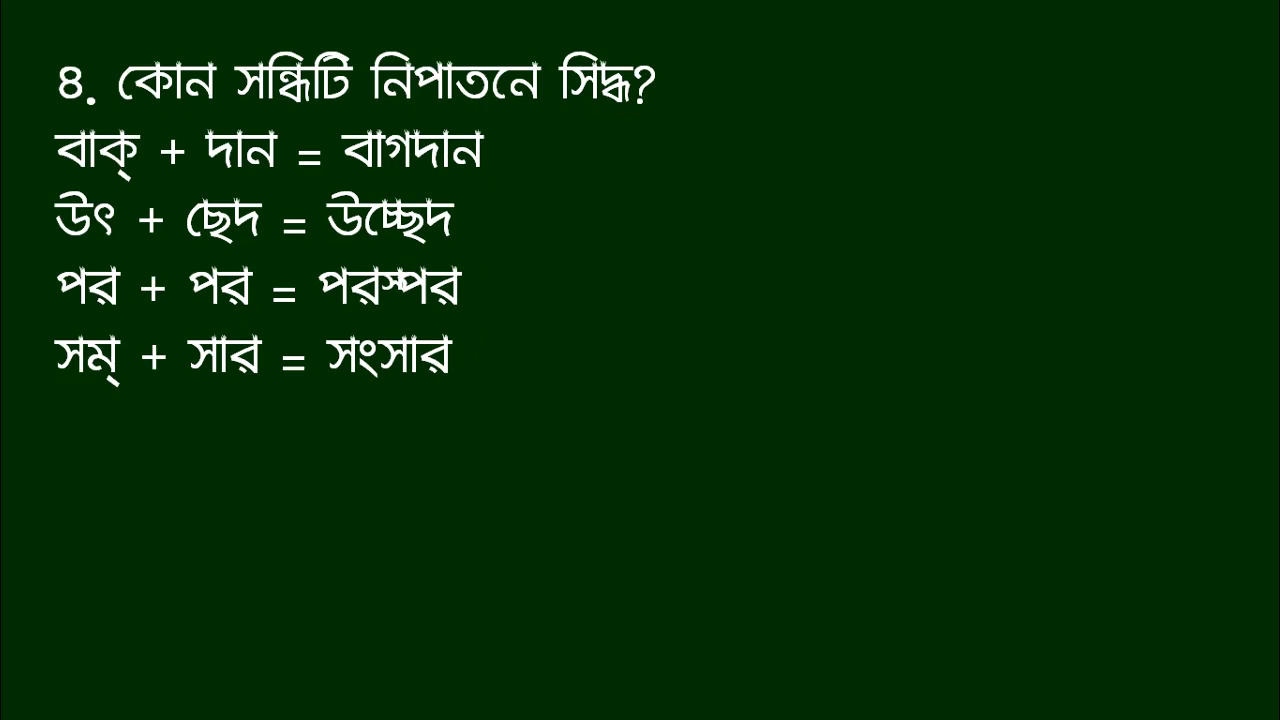 ৪. কোন সন্ধিটি নিপাতনে সিদ্ধ?
বাক্ + দান = বাগদান
উৎ + ছেদ = উচ্ছেদ
পর + পর = পরস্পর
সম্ + সার = সংসার